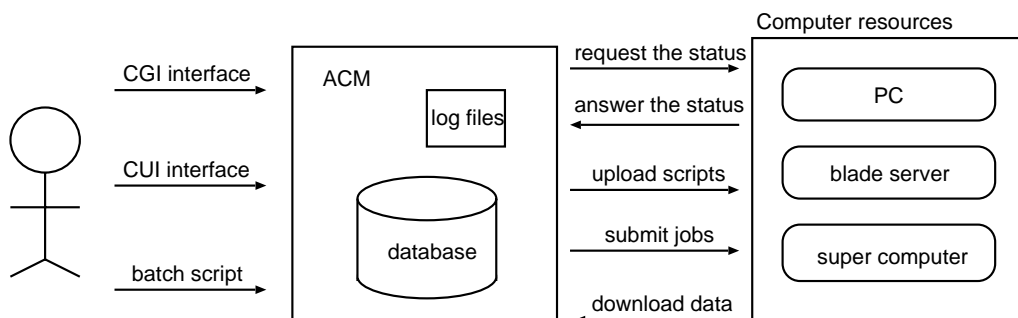 Computer resources
CGI interface
ACM
request the status
log files
answer the status
PC
CUI interface
upload scripts
blade server
database
submit jobs
super computer
batch script
download data